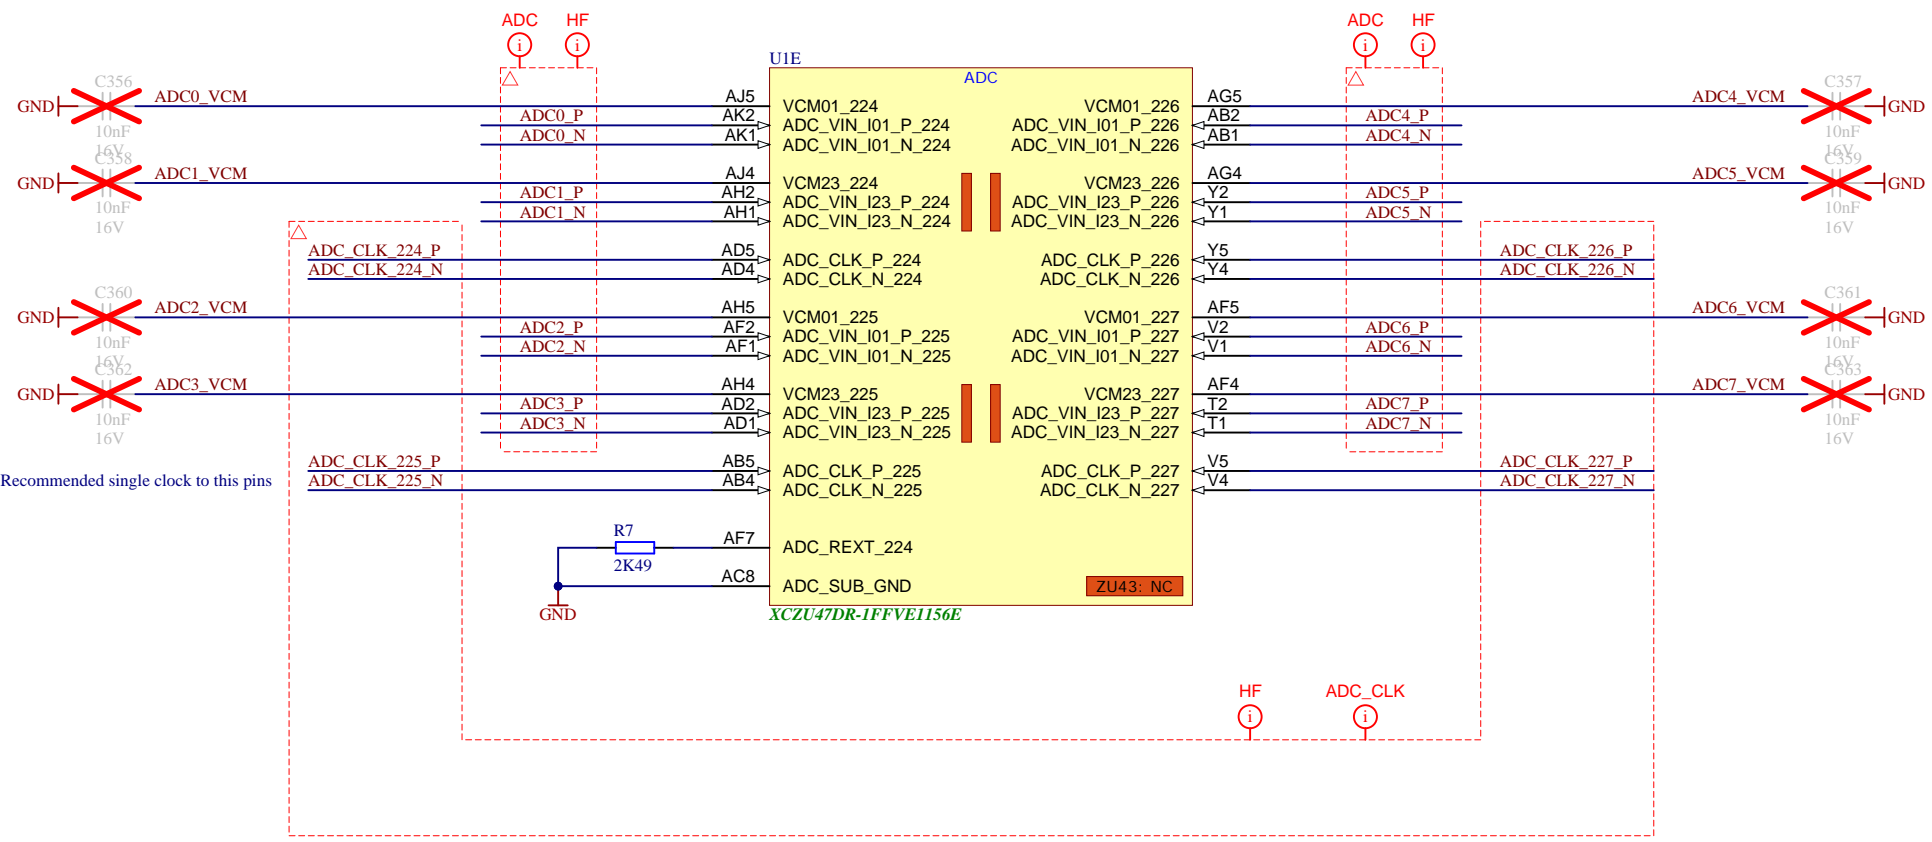 ADC HF
ADC HF
U1E
ADC
C356
GND
10nF
16V
ADC0_VCM
AJ5
VCM01_224
ADC0_P
AK2
ADC_VIN_I01_P_224
ADC0_N
AK1
ADC_VIN_I01_N_224
C358
GND
10nF
16V
ADC1_VCM
AJ4
VCM23_224
ADC1_P
AH2
ADC_VIN_I23_P_224
ADC1_N
AH1
ADC_VIN_I23_N_224
ADC_CLK_224_P
AD5
ADC_CLK_P_224
ADC_CLK_224_N
AD4
ADC_CLK_N_224
C360
GND
10nF
16V
ADC2_VCM
AH5
VCM01_225
ADC2_P
AF2
ADC_VIN_I01_P_225
ADC2_N
AF1
ADC_VIN_I01_N_225
C362
GND
10nF
16V
ADC3_VCM
AH4
VCM23_225
ADC3_P
AD2
ADC_VIN_I23_P_225
ADC3_N
AD1
ADC_VIN_I23_N_225
ADC_CLK_225_P
AB5
ADC_CLK_P_225
Recommended single clock to this pins
ADC_CLK_225_N
AB4
ADC_CLK_N_225
R7
2K49
AF7
ADC_REXT_224
AC8
ADC_SUB_GND
GND
VCM01_226
AG5
ADC4_VCM
C357
GND
10nF
16V
ADC_VIN_I01_P_226
AB2
ADC4_P
ADC_VIN_I01_N_226
AB1
ADC4_N
VCM23_226
AG4
ADC5_VCM
C359
GND
10nF
16V
ADC_VIN_I23_P_226
Y2
ADC5_P
ADC_VIN_I23_N_226
Y1
ADC5_N
ADC_CLK_P_226
Y5
ADC_CLK_226_P
ADC_CLK_N_226
Y4
ADC_CLK_226_N
VCM01_227
AF5
ADC6_VCM
C361
GND
10nF
16V
ADC_VIN_I01_P_227
V2
ADC6_P
ADC_VIN_I01_N_227
V1
ADC6_N
VCM23_227
AF4
ADC7_VCM
C363
GND
10nF
16V
ADC_VIN_I23_P_227
T2
ADC7_P
ADC_VIN_I23_N_227
T1
ADC7_N
ADC_CLK_P_227
V5
ADC_CLK_227_P
ADC_CLK_N_227
V4
ADC_CLK_227_N
ZU43: NC
XCZU47DR-1FFVE1156E
HF ADC_CLK